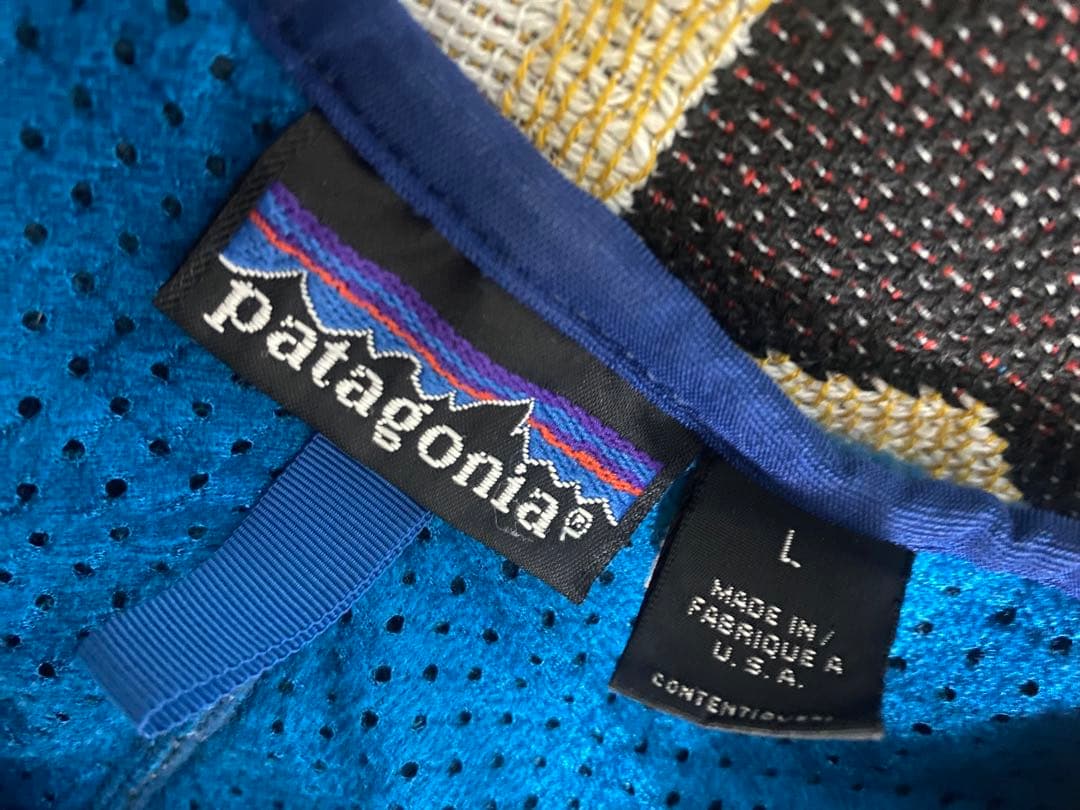 patagonia®
L
MADE IN /
FABRIQUE A
U.S.A.